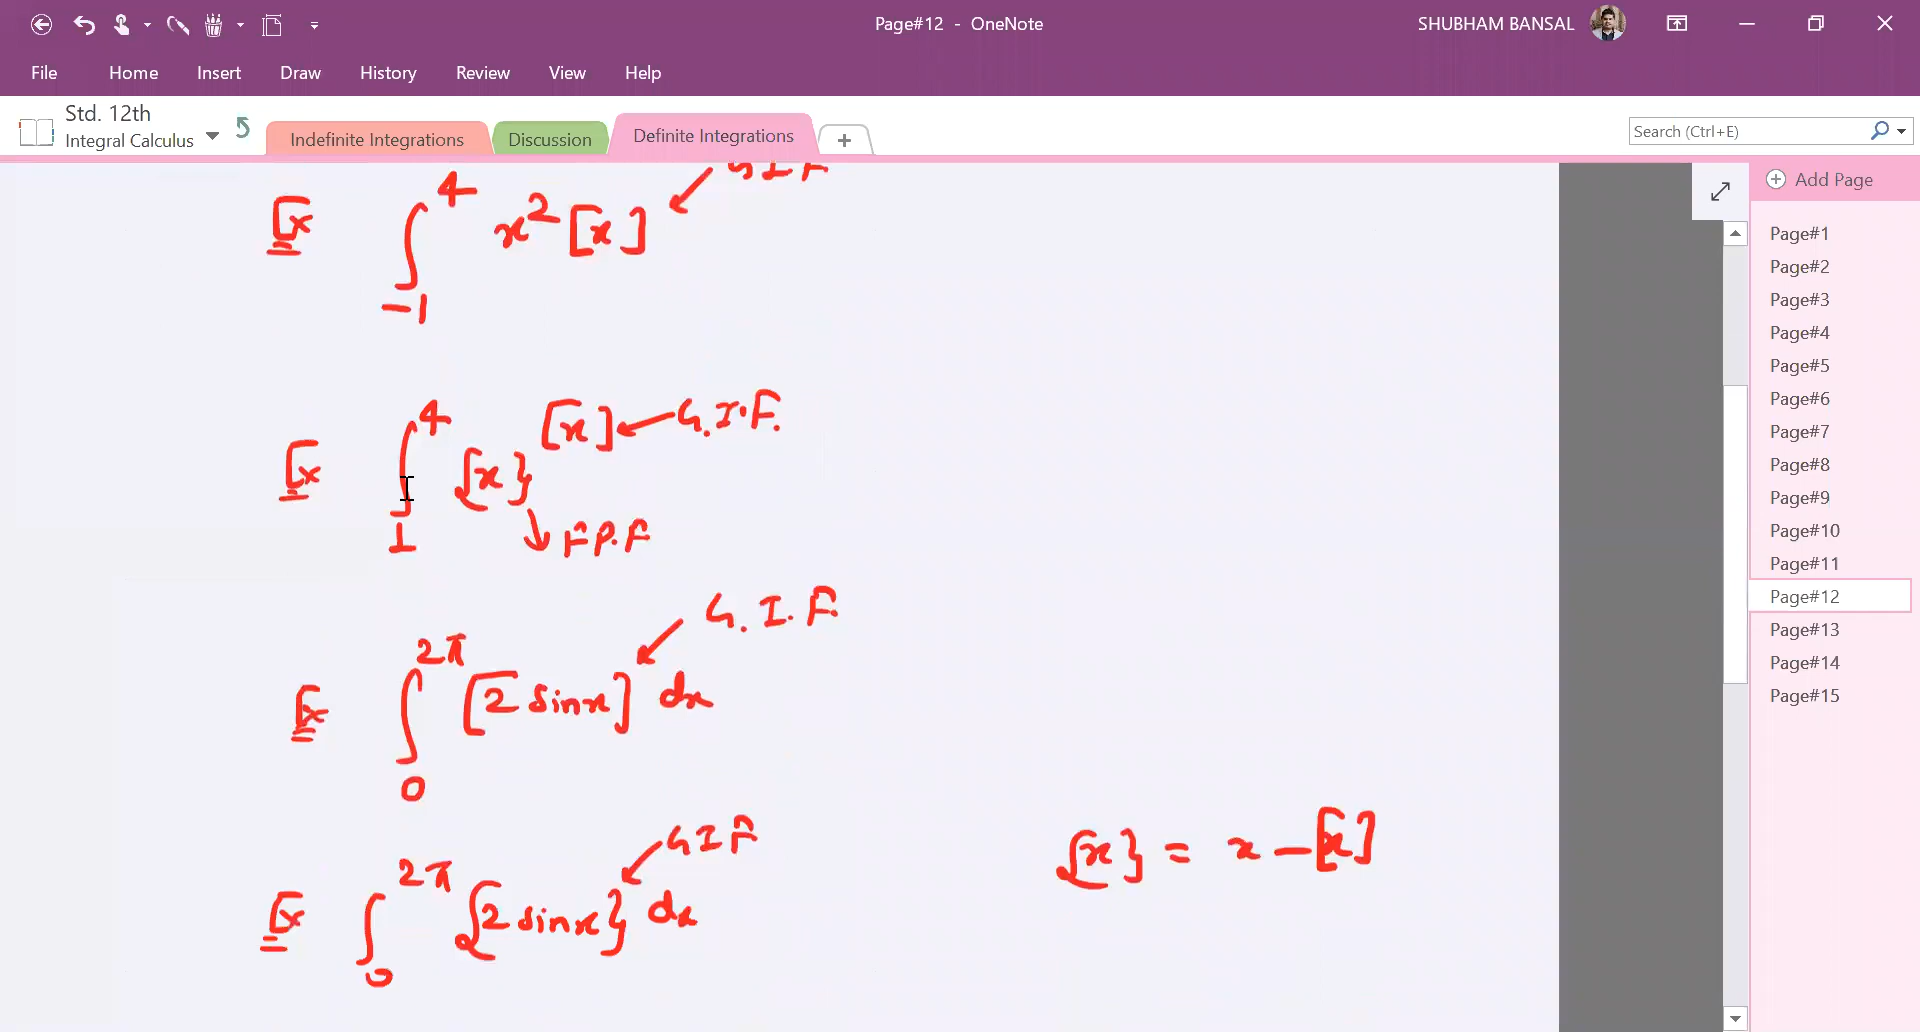 Page#12 - OneNote
SHUBHAM BANSAL
File Home Insert Draw History Review View Help
Std. 12th
Integral Calculus
Indefinite Integrations
Discussion
Definite Integrations
+
Search (Ctrl+E)
Add Page
Page#1
Page#2
Page#3
Page#4
Page#5
Page#6
Page#7
Page#8
Page#9
Page#10
Page#11
Page#12
Page#13
Page#14
Page#15
G.I.F
Ex ∫_{-1}^{4} x² [x]
Ex ∫_{1}^{4} {x}^{[x]} ← G.I.F.
F.P.F
G.I.F.
Ex ∫_{0}^{2π} [2 sinx] dx
GIF
Ex ∫_{0}^{2π} {2 sinx} dx
{x} = x - [x]